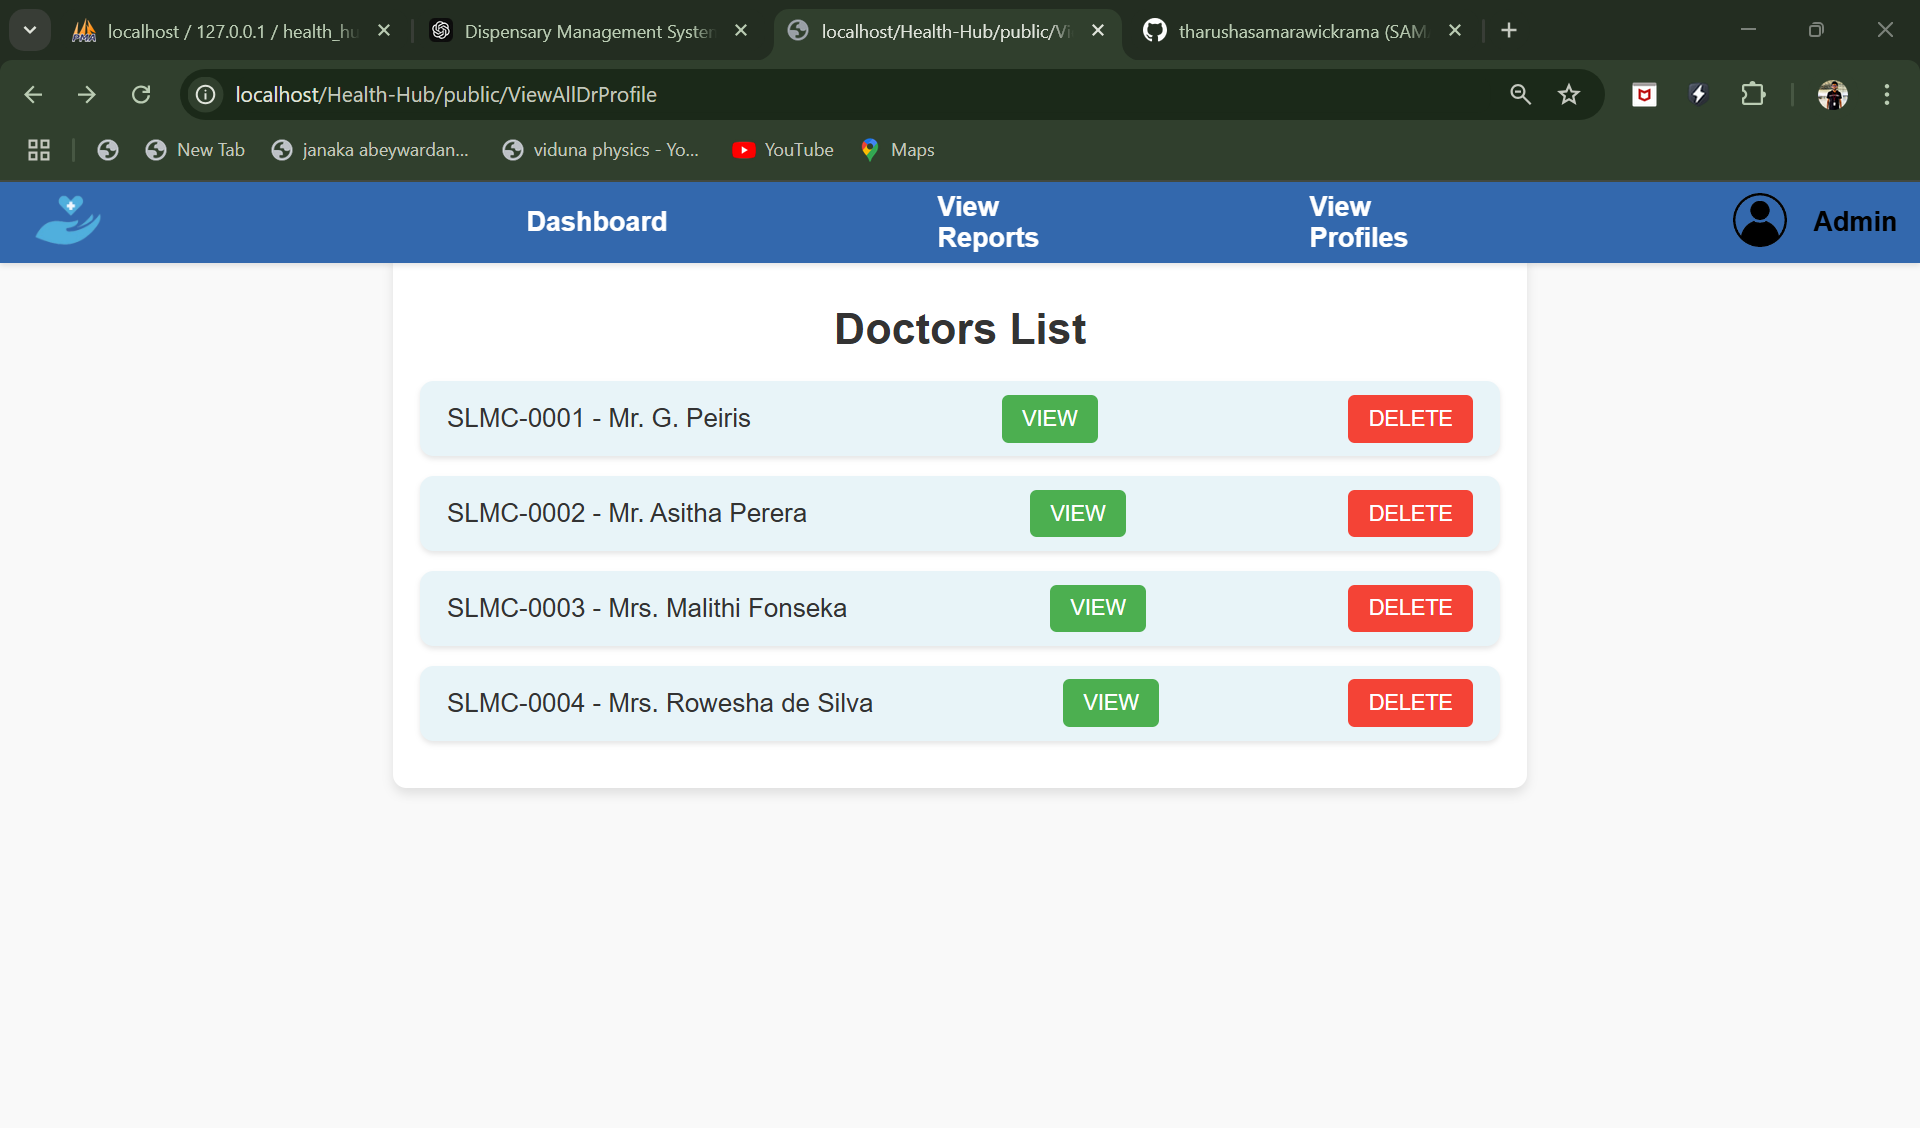 localhost / 127.0.0.1 / health_hu
Dispensary Management System
localhost/Health-Hub/public/Vi
tharushasamarawickrama (SAM
localhost/Health-Hub/public/ViewAllDrProfile
New Tab
janaka abeywardan...
viduna physics - Yo...
YouTube
Maps
Dashboard
View
Reports
View
Profiles
Admin
Doctors List
SLMC-0001 - Mr. G. Peiris
VIEW
DELETE
SLMC-0002 - Mr. Asitha Perera
VIEW
DELETE
SLMC-0003 - Mrs. Malithi Fonseka
VIEW
DELETE
SLMC-0004 - Mrs. Rowesha de Silva
VIEW
DELETE